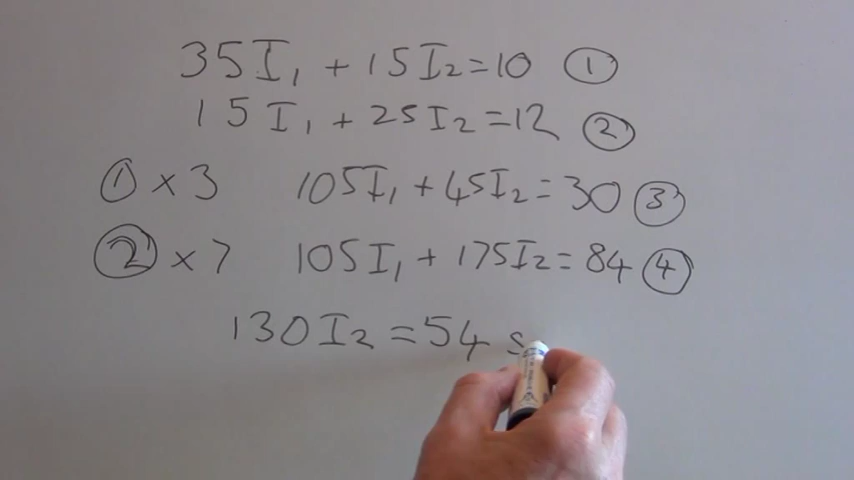 35I₁ + 15I₂ = 10 ①
15I₁ + 25I₂ = 12 ②
① × 3 105I₁ + 45I₂ = 30 ③
② × 7 105I₁ + 175I₂ = 84 ④
130I₂ = 54 s